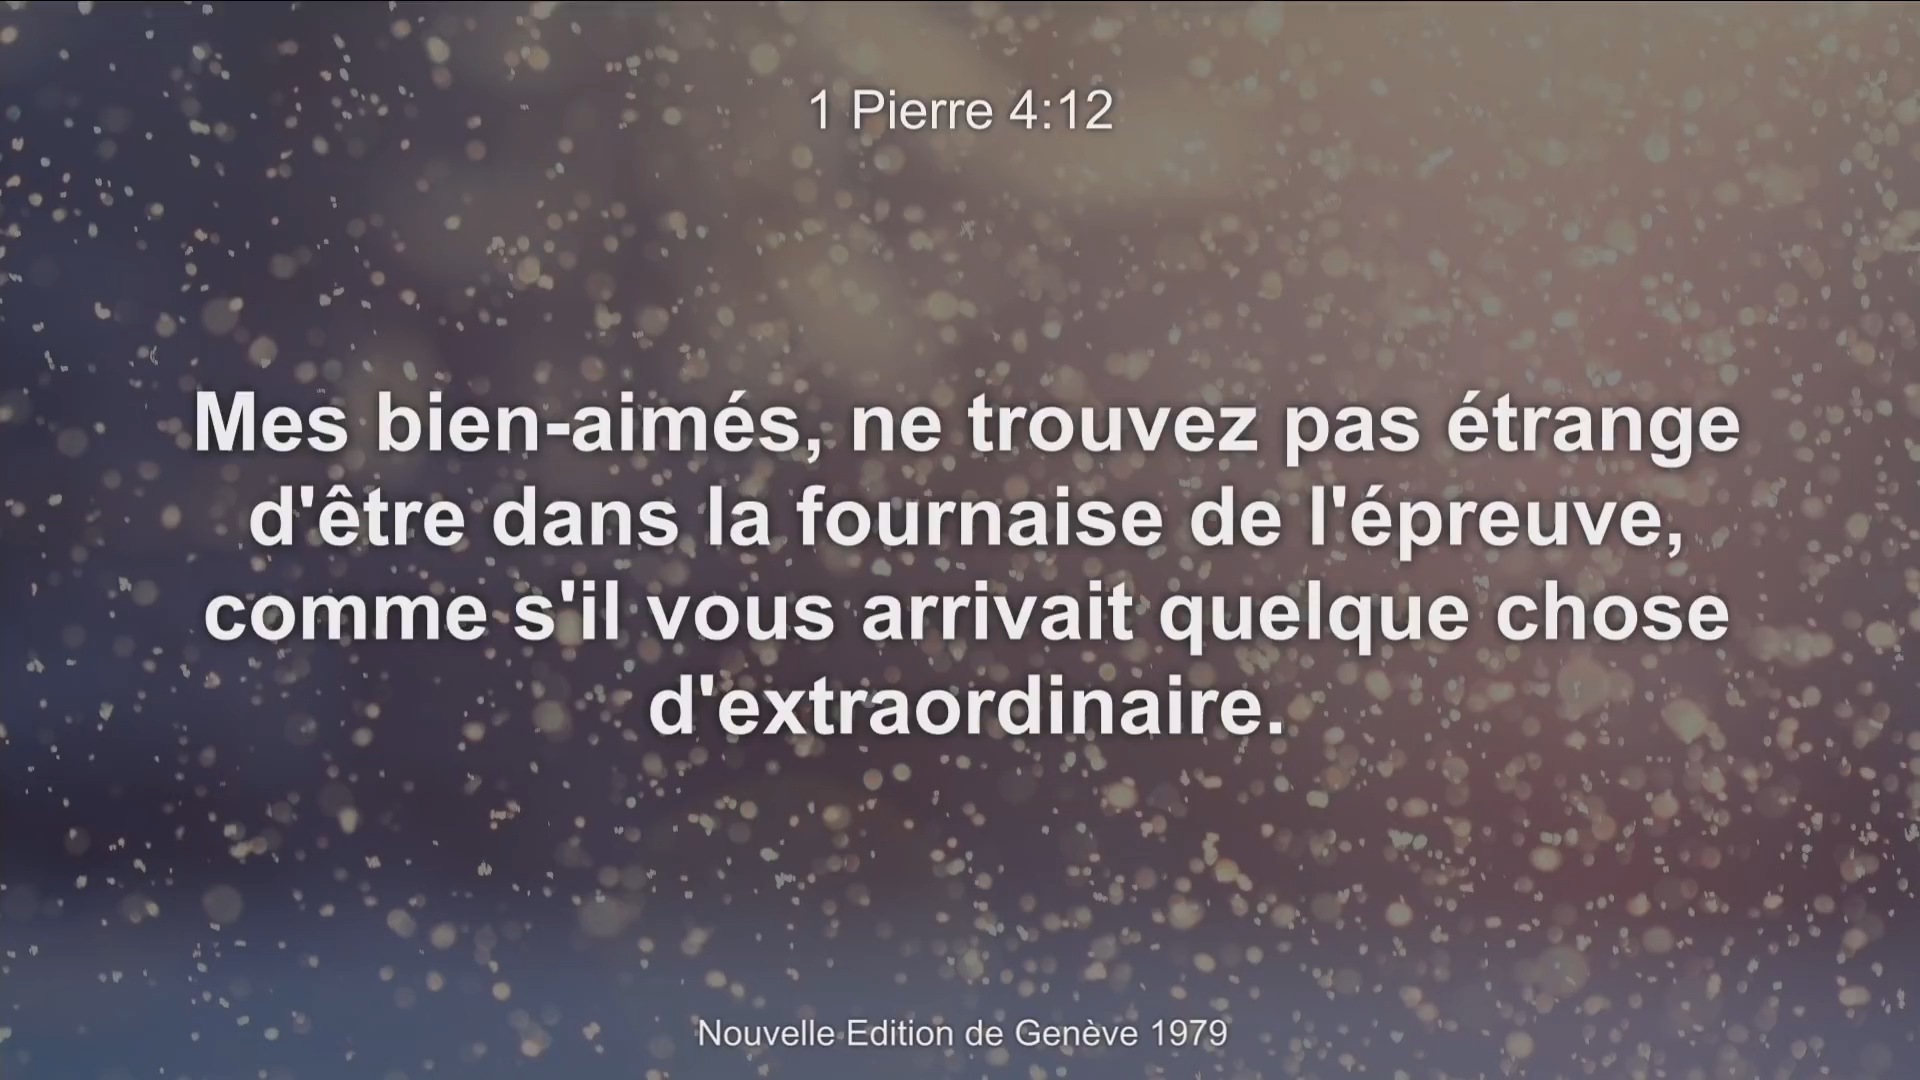 1 Pierre 4:12
Mes bien-aimés, ne trouvez pas étrange
d'être dans la fournaise de l'épreuve,
comme s'il vous arrivait quelque chose
d'extraordinaire.
Nouvelle Edition de Genève 1979